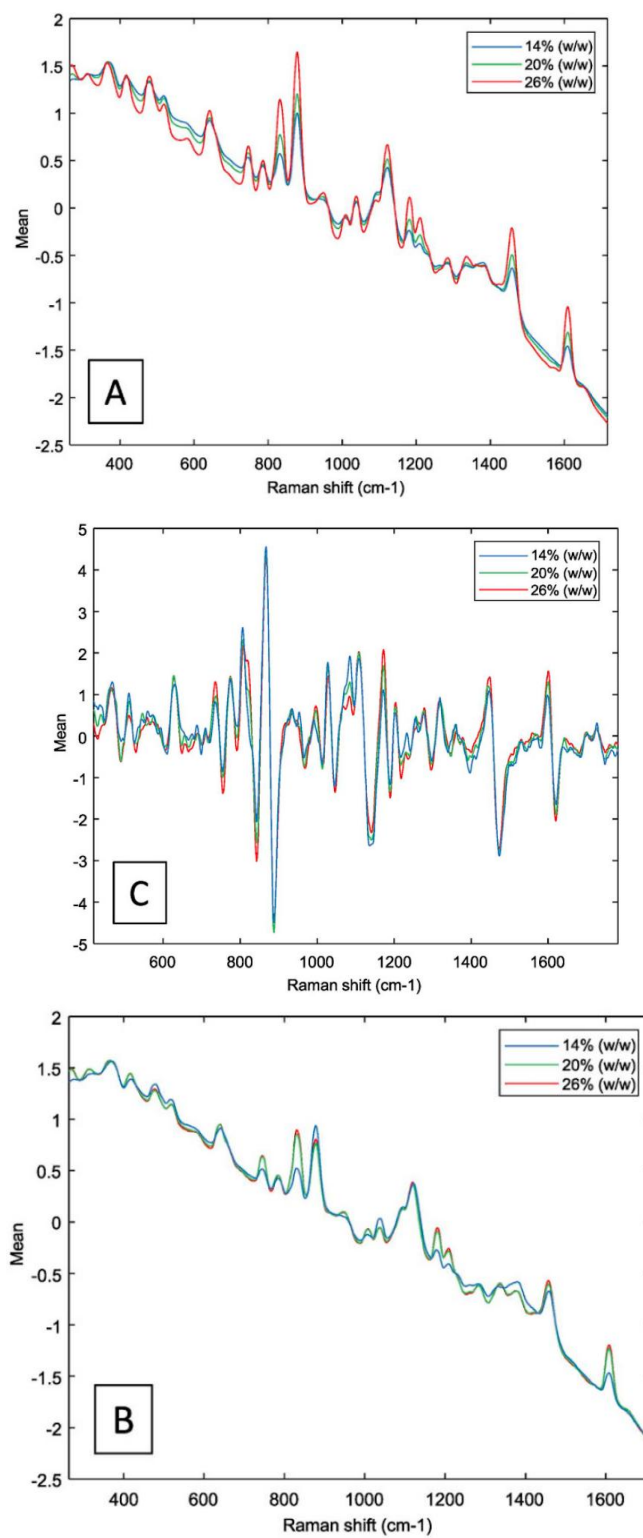 2
1.5
1
0.5
0
-0.5
-1
-1.5
-2
-2.5
Mean
14% (w/w)
20% (w/w)
26% (w/w)
A
400 600 800 1000 1200 1400 1600
Raman shift (cm-1)
5
4
3
2
1
0
-1
-2
-3
-4
-5
Mean
14% (w/w)
20% (w/w)
26% (w/w)
C
600 800 1000 1200 1400 1600
Raman shift (cm-1)
2
1.5
1
0.5
0
-0.5
-1
-1.5
-2
-2.5
Mean
14% (w/w)
20% (w/w)
26% (w/w)
B
400 600 800 1000 1200 1400 1600
Raman shift (cm-1)